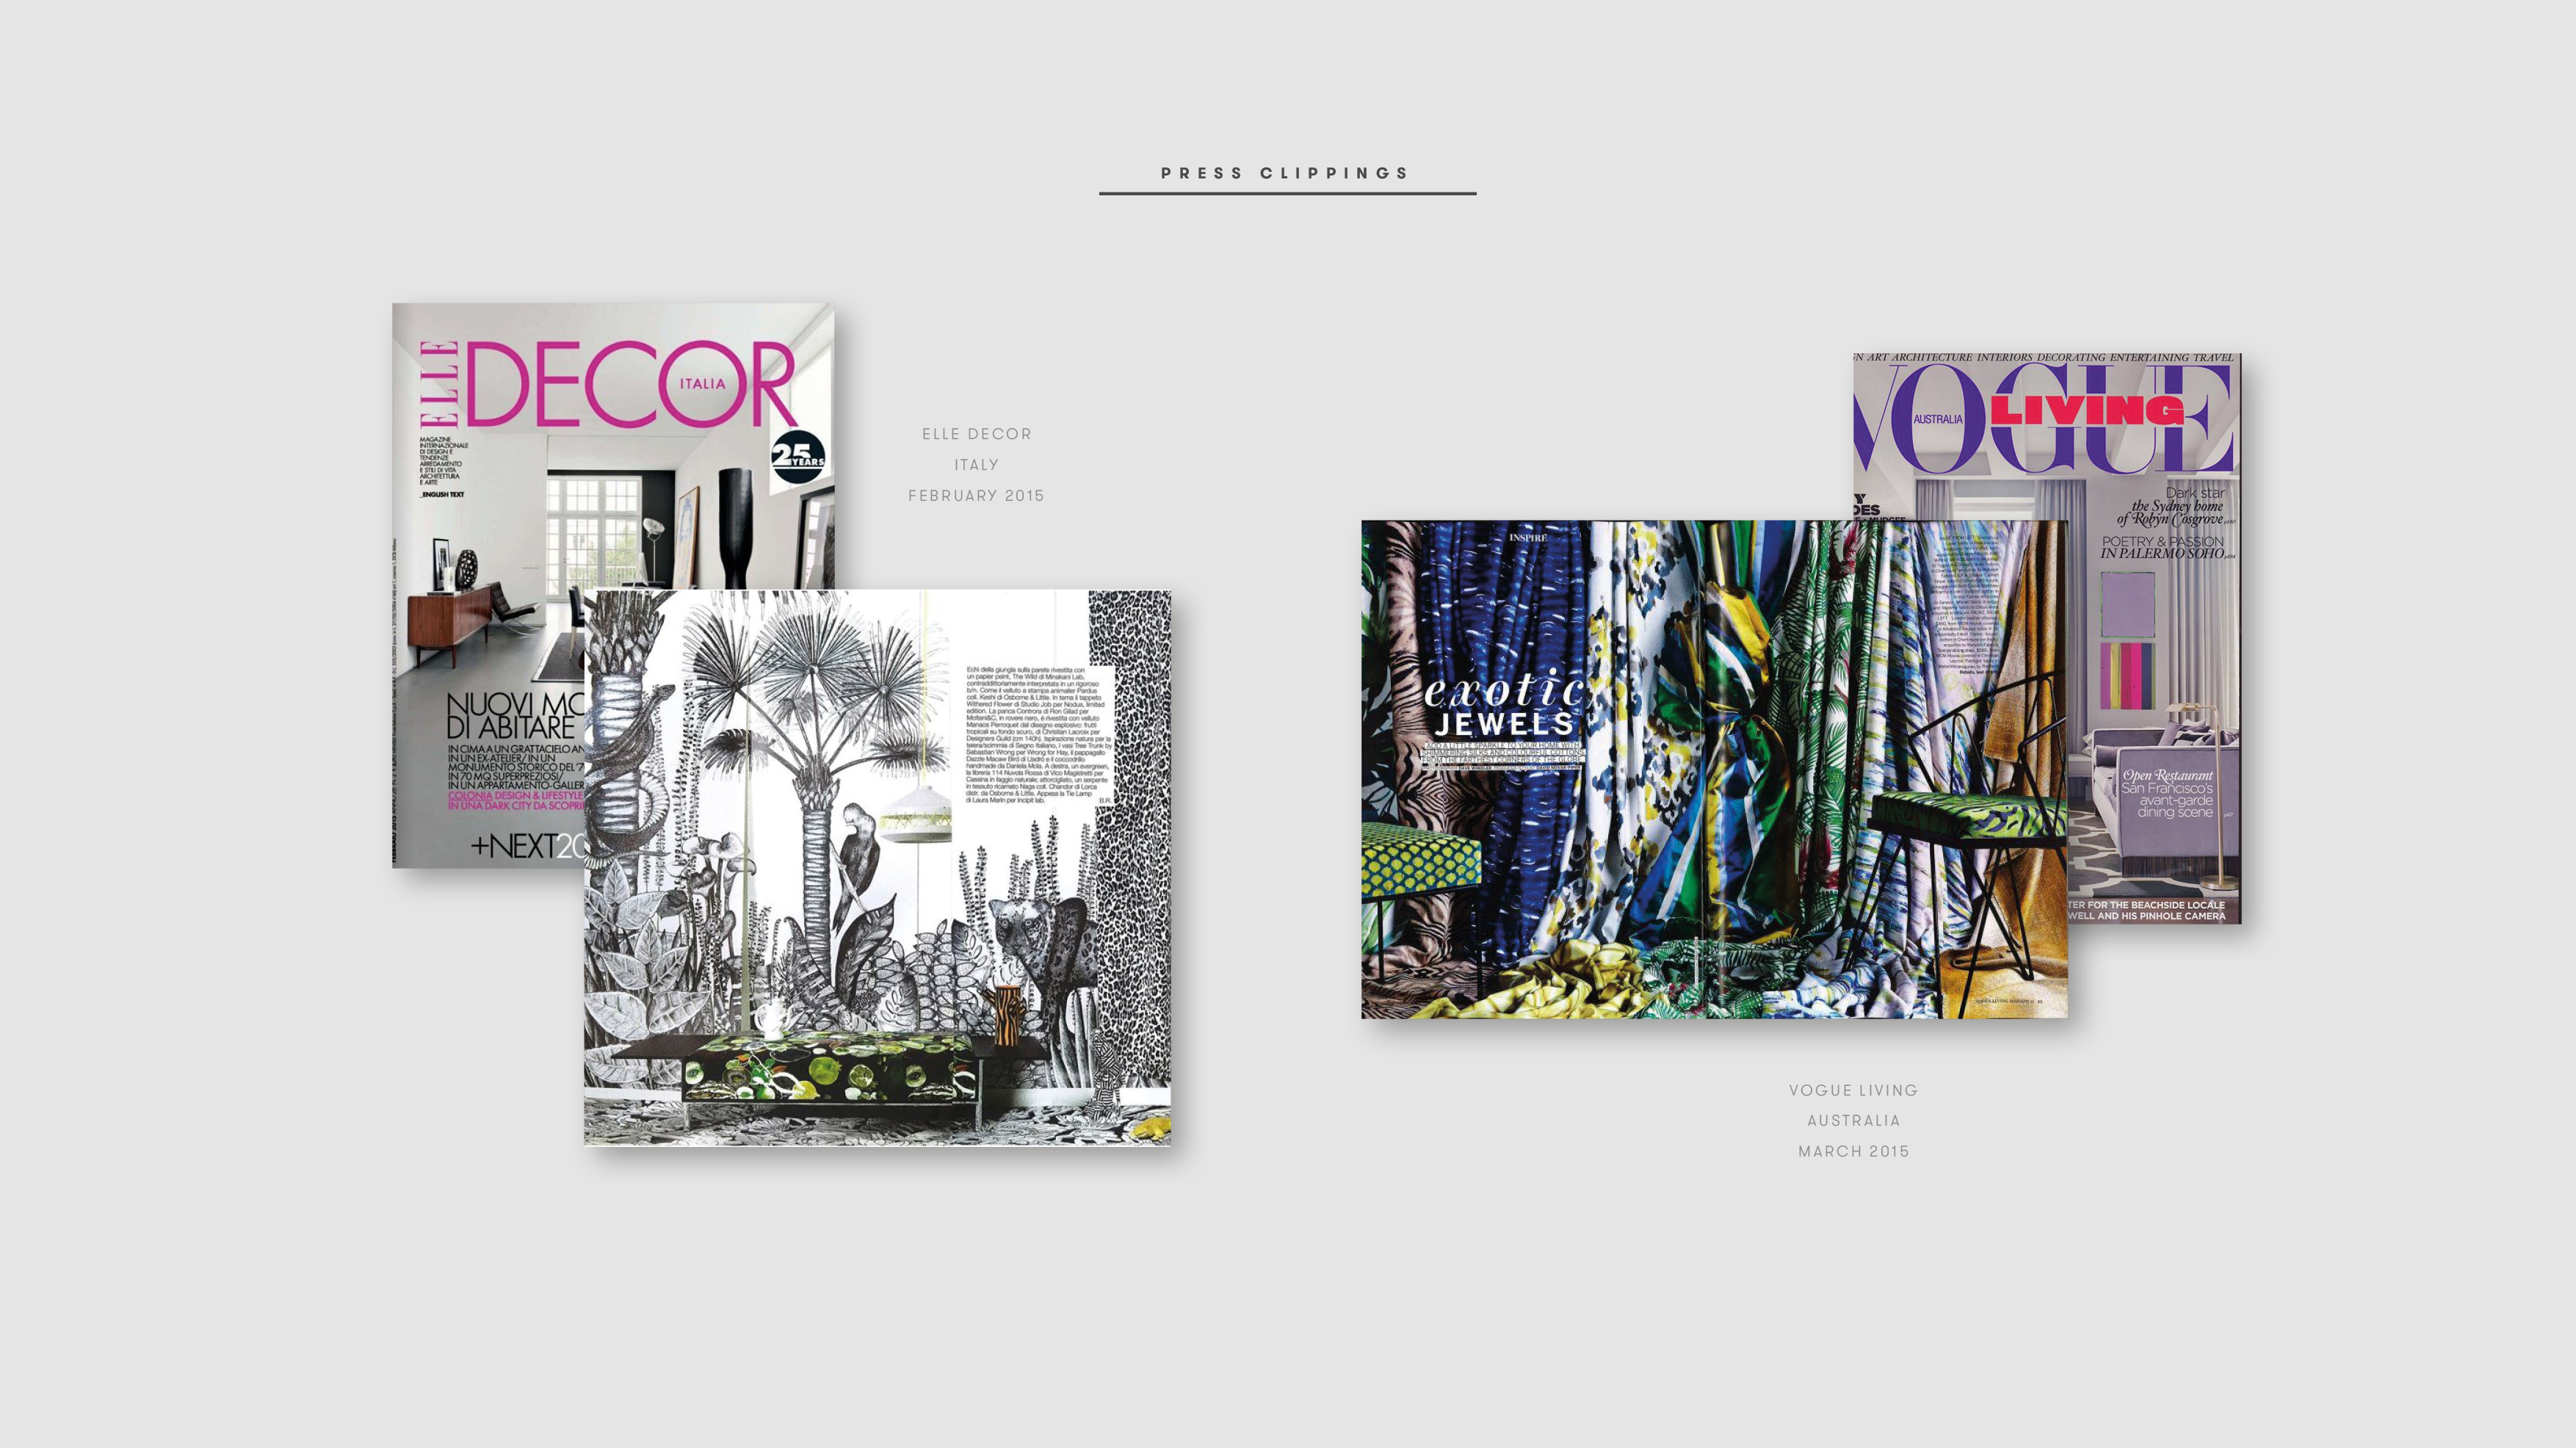 PRESS CLIPPINGS
ELLE DECOR
ITALIA
MAGAZINE
INTERNAZIONALE
DI DESIGN E
TENDENZE
ARREDAMENTO
E STILI DI VITA
ARCHITETTURA
E ARTE
_ENGLISH TEXT
25
YEARS
NUOVI MO
DI ABITARE
IN CIMA A UN GRATTACIELO AN
IN UN EX-ATELIER/ IN UN
MONUMENTO STORICO DEL '7
IN 70 MQ SUPERPREZIOSI/
IN UN APPARTAMENTO-GALLER
COLONIA DESIGN & LIFESTYLE
IN UNA DARK CITY DA SCOPRI
+NEXT20
ELLE DECOR
ITALY
FEBRUARY 2015
Echi della giungla sulla parete rivestita con
un papier peint, The Wild di Minakani Lab,
contraddittoriamente interpretata in un rigoroso
b/n. Come il velluto a stampa animalier Pardus
coll. Keshi di Osborne & Little. In tema il tappeto
Withered Flower di Studio Job per Nodus, limited
edition. La panca Controra di Ron Gilad per
Molteni&C, in rovere nero, è rivestita con velluto
Manaos Perroquet dal disegno esplosivo: frutti
tropicali su fondo scuro, di Christian Lacroix per
Designers Guild (cm 140h). Ispirazione natura per la
teiera/scimmia di Segno Italiano, i vasi Tree Trunk by
Sebastian Wrong per Wrong for Hay, il pappagallo
Dazzle Macaw Bird di Lladró e il coccodrillo
handmade da Daniela Mola. A destra, un evergreen,
la libreria 114 Nuvola Rossa di Vico Magistretti per
Cassina in faggio naturale; attorcigliato, un serpente
in tessuto ricamato Naga coll. Chandor di Lorca
distr. da Osborne & Little. Appesa la Tie Lamp
di Laura Marin per Incipit lab.
B.R.
N ART ARCHITECTURE INTERIORS DECORATING ENTERTAINING TRAVEL
VOGUE
AUSTRALIA
LIVING
Dark star
the Sydney home
of Robyn Cosgrove
POETRY & PASSION
IN PALERMO SOHO
Open Restaurant
San Francisco's
avant-garde
dining scene
TER FOR THE BEACHSIDE LOCALE
WELL AND HIS PINHOLE CAMERA
INSPIRE
exotic
JEWELS
ADD A LITTLE SPARKLE TO YOUR HOME WITH
SHIMMERING SILKS AND COLOURFUL COTTONS
FROM THE FARTHEST CORNERS OF THE GLOBE.
VOGUE LIVING
AUSTRALIA
MARCH 2015